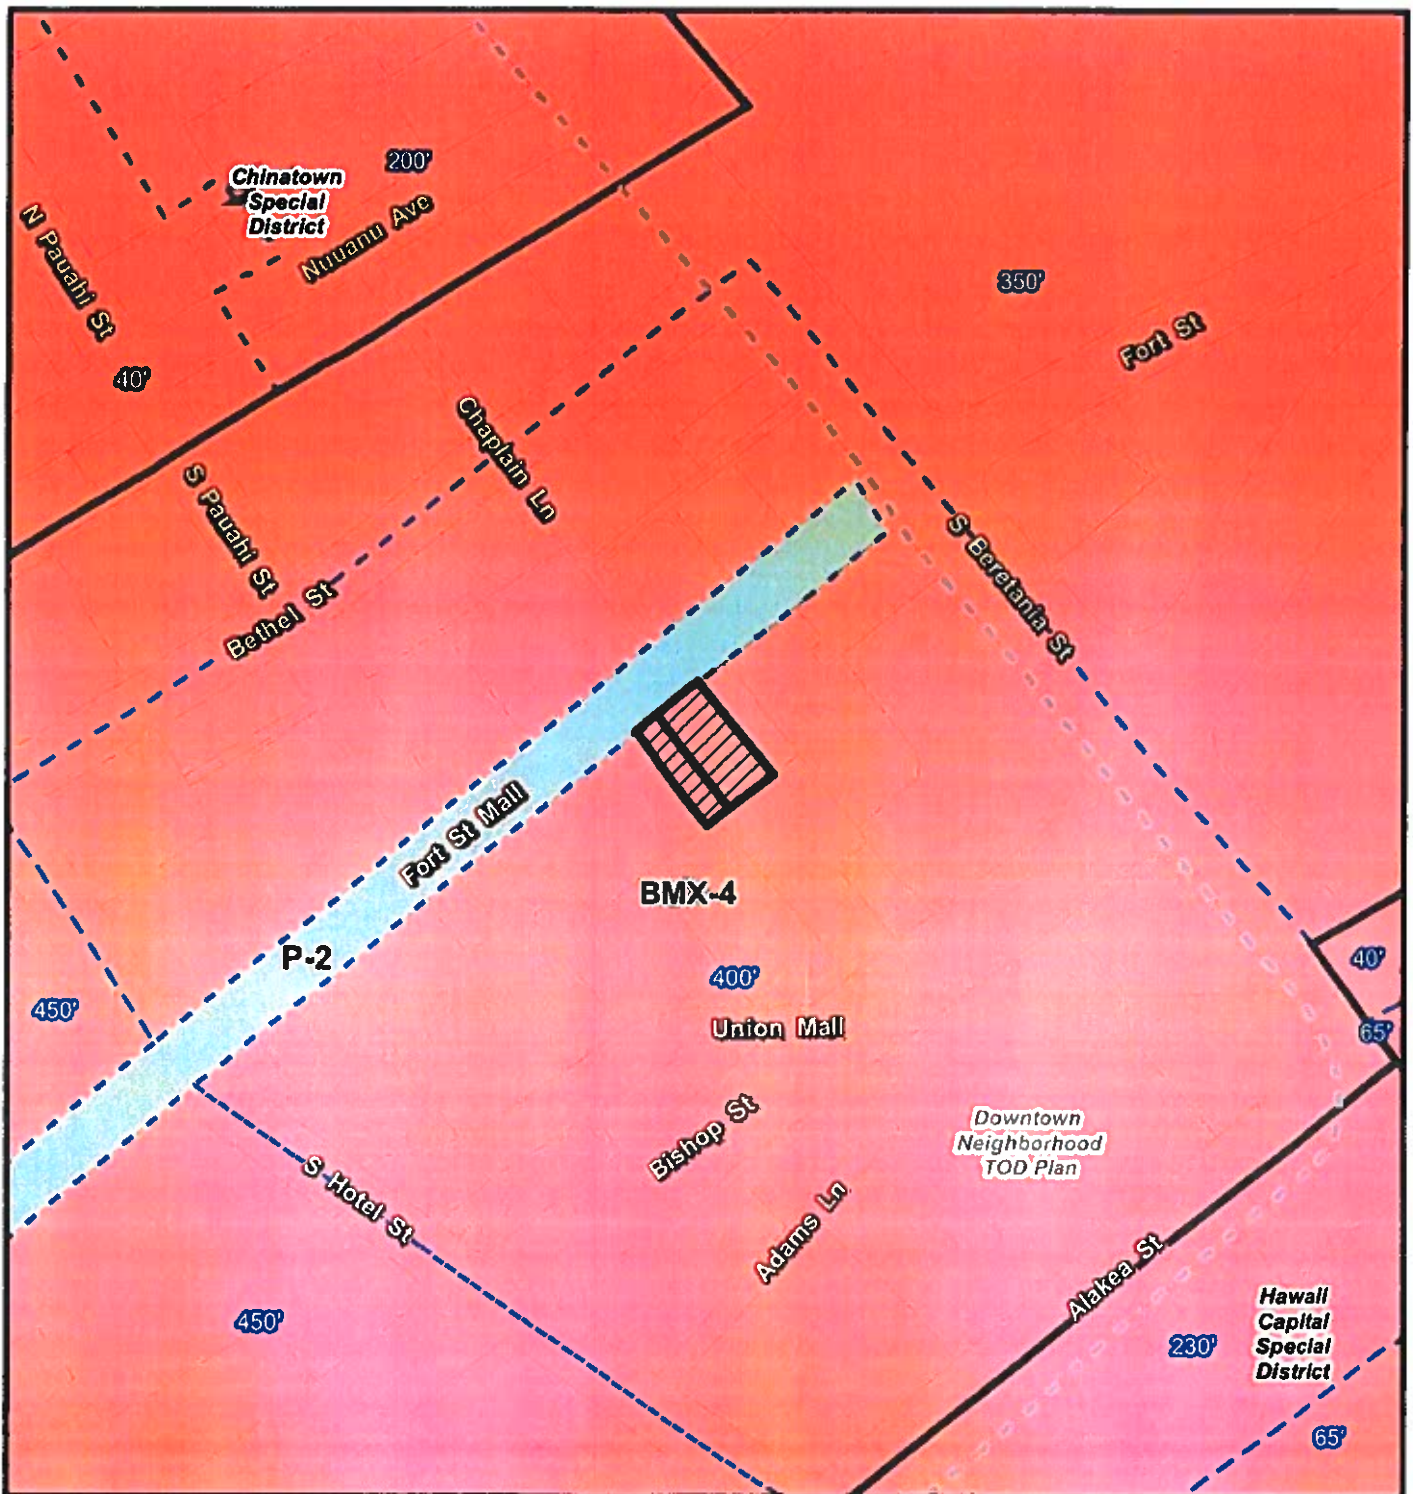 200'
Chinatown
Special
District
Nuuanu Ave
N Pauahi St
350'
Fort St
40'
Chaplain Ln
S Pauahi St
Bethel St
S Beretania St
Fort St Mall
BMX-4
P-2
40'
400'
450'
Union Mall
65'
Bishop St
Downtown
Neighborhood
TOD Plan
S Hotel St
Adams Ln
Alakea St
Hawaii
Capital
Special
District
450'
230'
65'